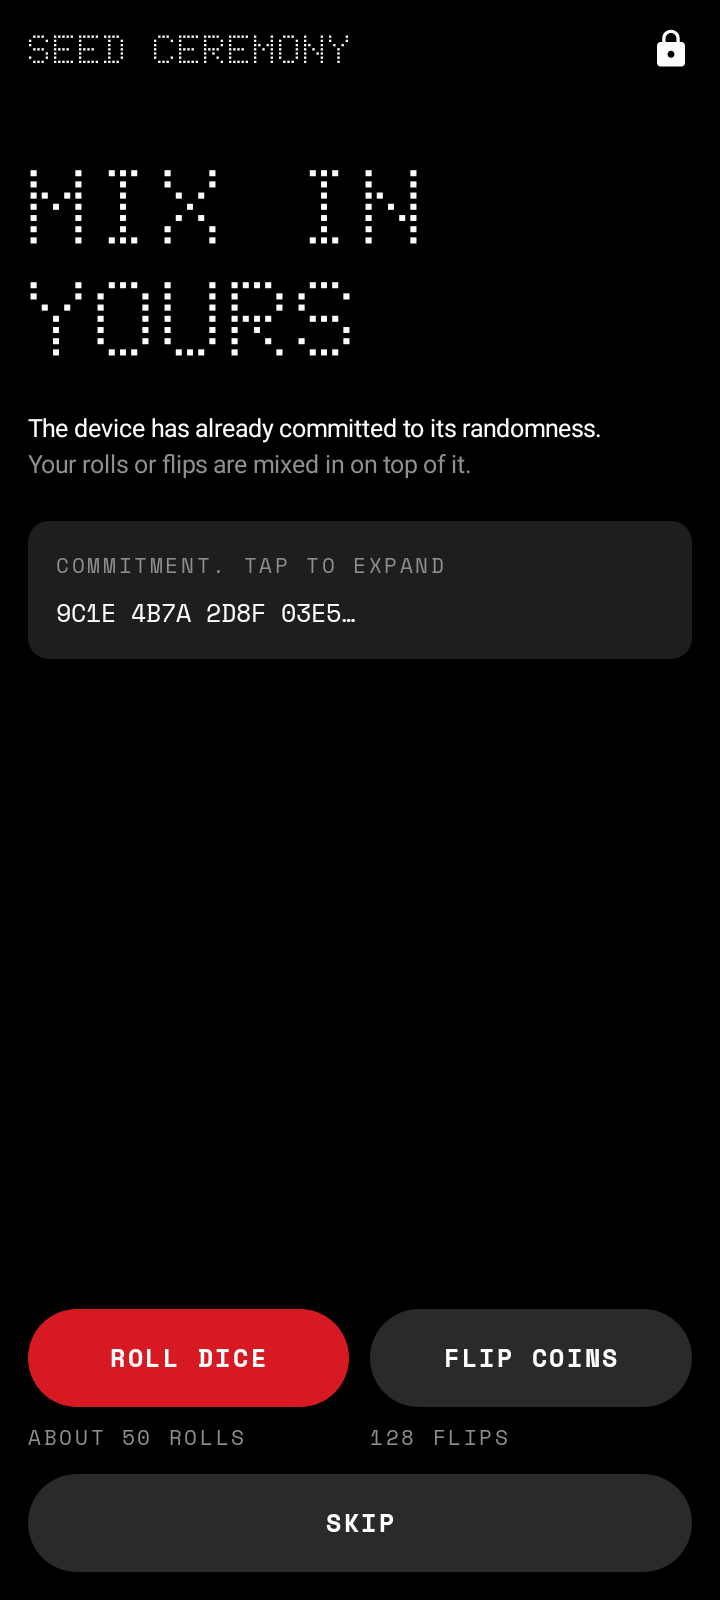 SEED CEREMONY
MIX IN
YOURS
The device has already committed to its randomness.
Your rolls or flips are mixed in on top of it.
COMMITMENT. TAP TO EXPAND
9C1E 4B7A 2D8F 03E5…
ROLL DICE
FLIP COINS
ABOUT 50 ROLLS
128 FLIPS
SKIP